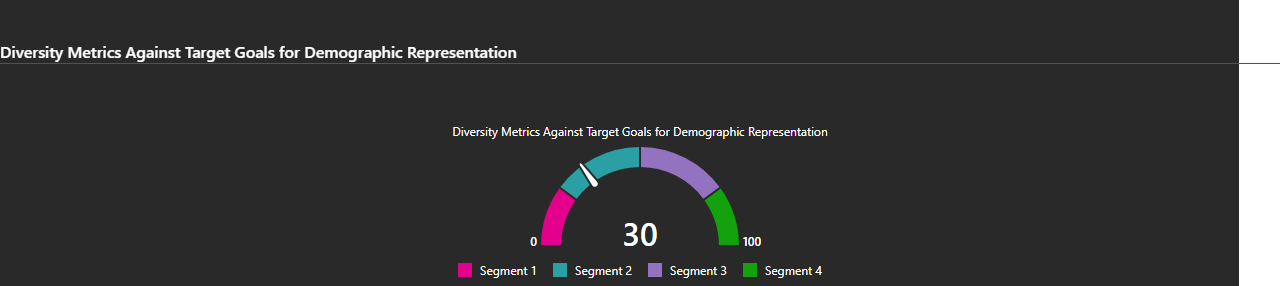 Diversity Metrics Against Target Goals for Demographic Representation
Diversity Metrics Against Target Goals for Demographic Representation
30
0 100
Segment 1 Segment 2 Segment 3 Segment 4